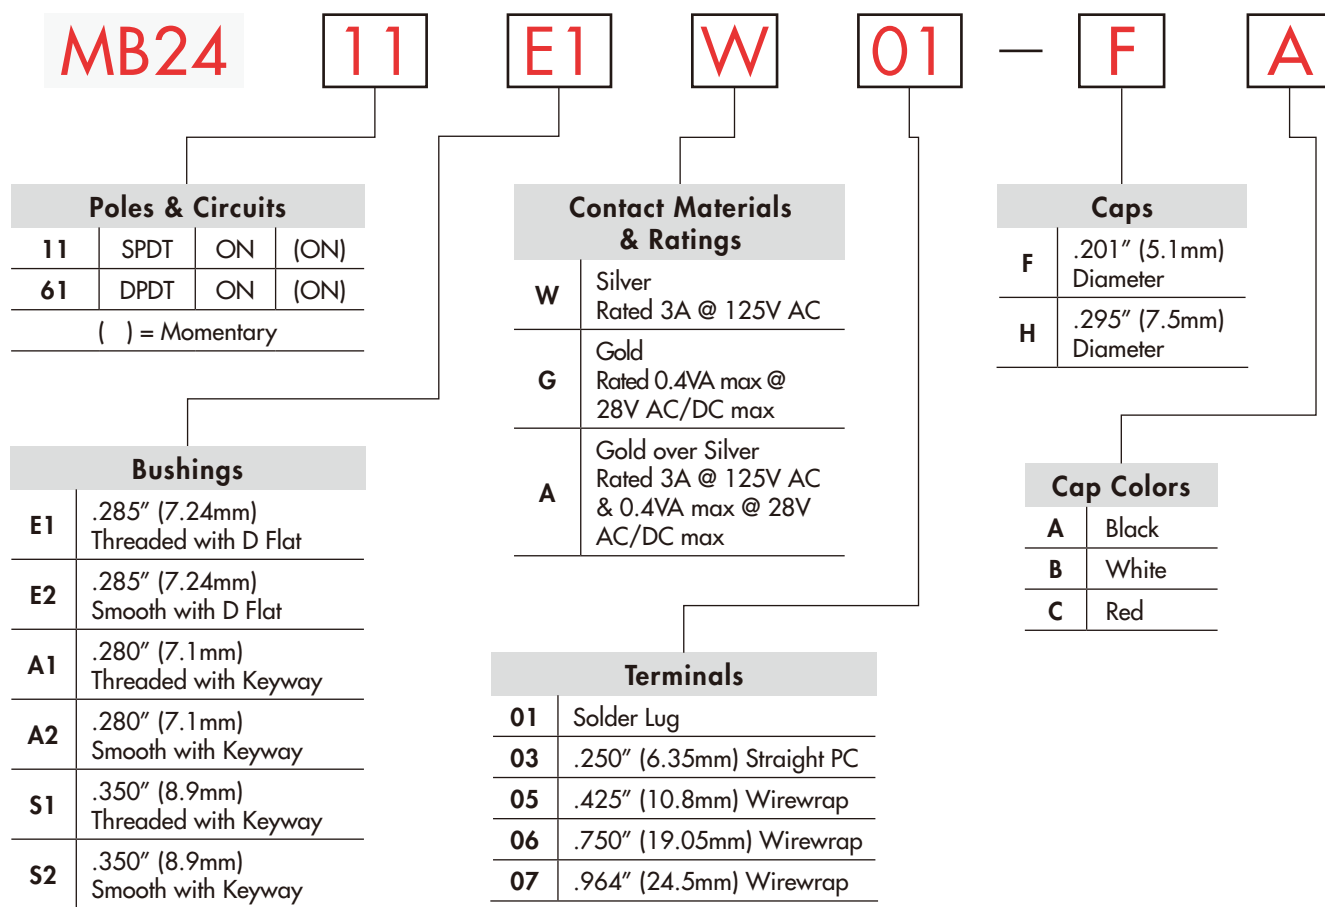 MB24 11 E1 W 01 — F A
Poles & Circuits
11 SPDT ON (ON)
61 DPDT ON (ON)
( ) = Momentary
Bushings
E1 .285" (7.24mm)
Threaded with D Flat
E2 .285" (7.24mm)
Smooth with D Flat
A1 .280" (7.1mm)
Threaded with Keyway
A2 .280" (7.1mm)
Smooth with Keyway
S1 .350" (8.9mm)
Threaded with Keyway
S2 .350" (8.9mm)
Smooth with Keyway
Contact Materials
& Ratings
W Silver
Rated 3A @ 125V AC
G Gold
Rated 0.4VA max @
28V AC/DC max
A Gold over Silver
Rated 3A @ 125V AC
& 0.4VA max @ 28V
AC/DC max
Terminals
01 Solder Lug
03 .250" (6.35mm) Straight PC
05 .425" (10.8mm) Wirewrap
06 .750" (19.05mm) Wirewrap
07 .964" (24.5mm) Wirewrap
Caps
F .201" (5.1mm)
Diameter
H .295" (7.5mm)
Diameter
Cap Colors
A Black
B White
C Red